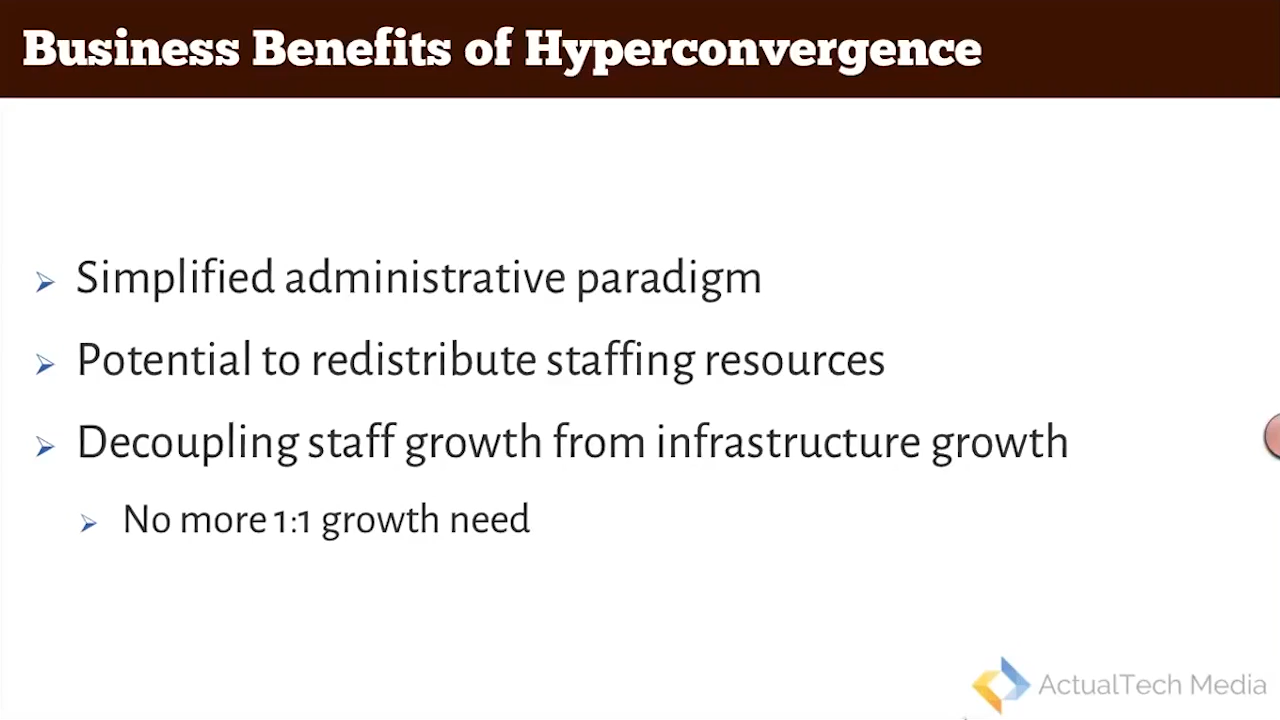 Business Benefits of Hyperconvergence
Simplified administrative paradigm
Potential to redistribute staffing resources
Decoupling staff growth from infrastructure growth
No more 1:1 growth need
ActualTech Media